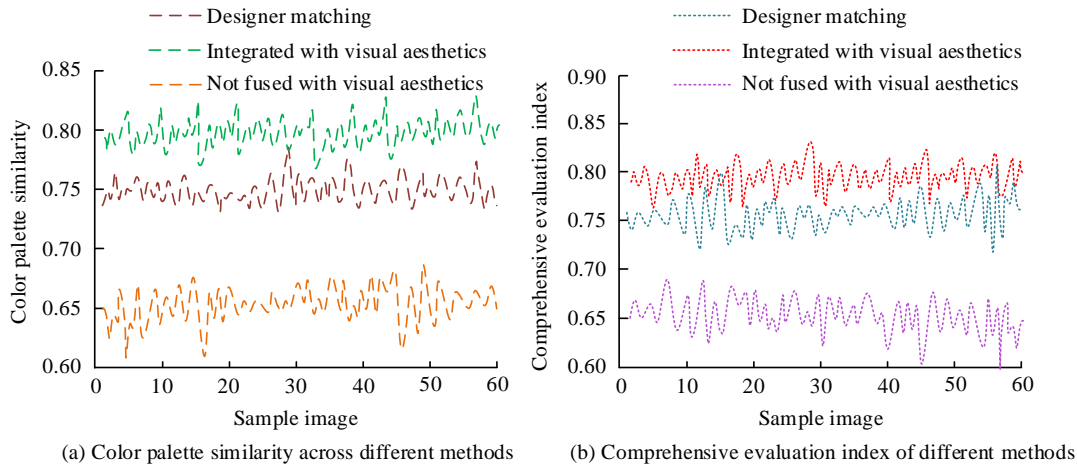 Designer matching
Integrated with visual aesthetics
Not fused with visual aesthetics
0.85
0.80
0.75
0.70
0.65
0.60
Color palette similarity
0 10 20 30 40 50 60
Sample image
(a) Color palette similarity across different methods
Designer matching
Integrated with visual aesthetics
Not fused with visual aesthetics
0.90
0.80
0.75
0.70
0.65
0.60
Comprehensive evaluation index
0 10 20 30 40 50 60
Sample image
(b) Comprehensive evaluation index of different methods